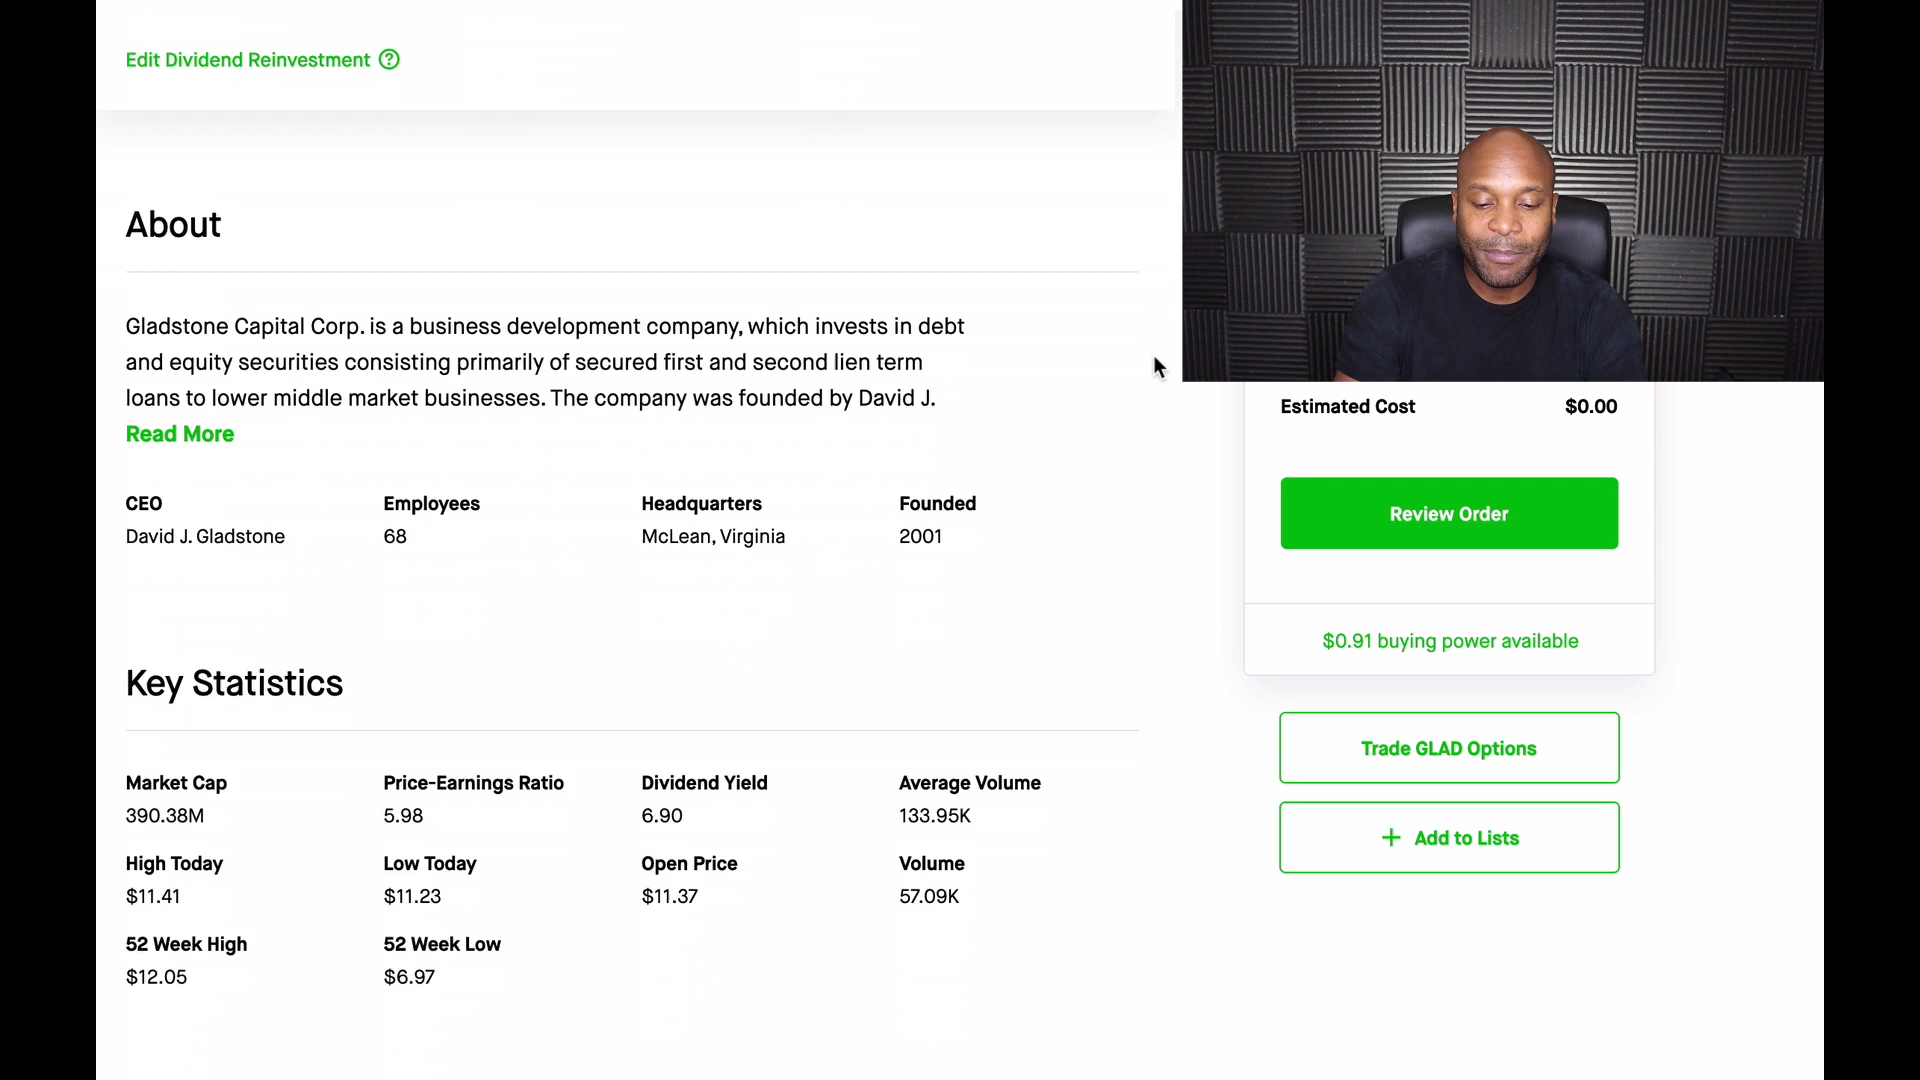 Edit Dividend Reinvestment ?
About
Gladstone Capital Corp. is a business development company, which invests in debt
and equity securities consisting primarily of secured first and second lien term
loans to lower middle market businesses. The company was founded by David J.
Read More
CEO Employees Headquarters Founded
David J. Gladstone 68 McLean, Virginia 2001
Key Statistics
Market Cap Price-Earnings Ratio Dividend Yield Average Volume
390.38M 5.98 6.90 133.95K
High Today Low Today Open Price Volume
$11.41 $11.23 $11.37 57.09K
52 Week High 52 Week Low
$12.05 $6.97
Estimated Cost $0.00
Review Order
$0.91 buying power available
Trade GLAD Options
+ Add to Lists